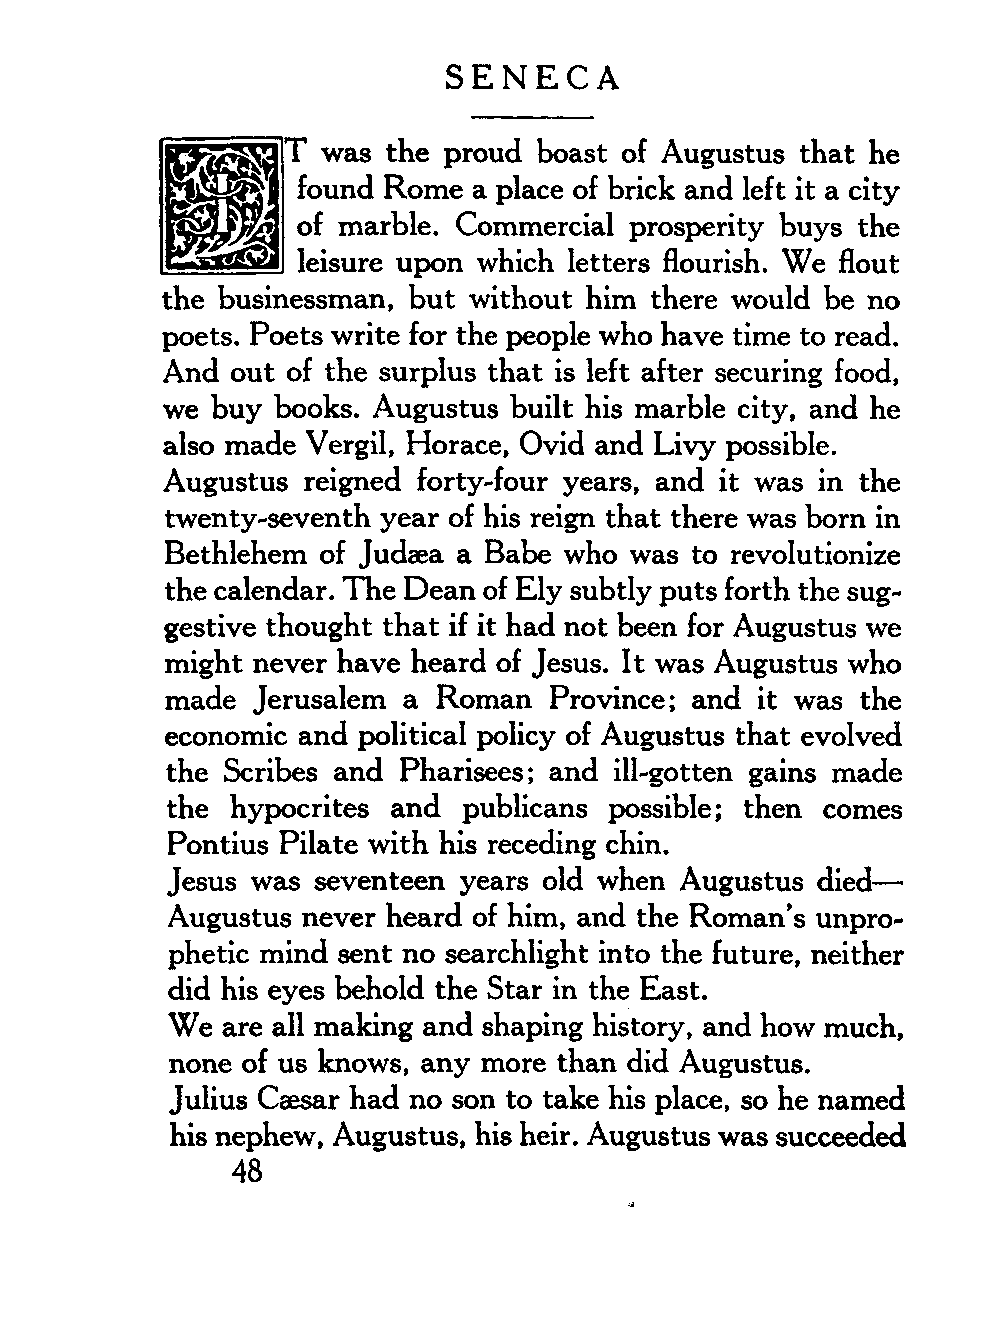 SENECA
IT was the proud boast of Augustus that he
found Rome a place of brick and left it a city
of marble. Commercial prosperity buys the
leisure upon which letters flourish. We flout
the businessman, but without him there would be no
poets. Poets write for the people who have time to read.
And out of the surplus that is left after securing food,
we buy books. Augustus built his marble city, and he
also made Vergil, Horace, Ovid and Livy possible.
Augustus reigned forty-four years, and it was in the
twenty-seventh year of his reign that there was born in
Bethlehem of Judæa a Babe who was to revolutionize
the calendar. The Dean of Ely subtly puts forth the sug-
gestive thought that if it had not been for Augustus we
might never have heard of Jesus. It was Augustus who
made Jerusalem a Roman Province; and it was the
economic and political policy of Augustus that evolved
the Scribes and Pharisees; and ill-gotten gains made
the hypocrites and publicans possible; then comes
Pontius Pilate with his receding chin.
Jesus was seventeen years old when Augustus died—
Augustus never heard of him, and the Roman's unpro-
phetic mind sent no searchlight into the future, neither
did his eyes behold the Star in the East.
We are all making and shaping history, and how much,
none of us knows, any more than did Augustus.
Julius Cæsar had no son to take his place, so he named
his nephew, Augustus, his heir. Augustus was succeeded
48